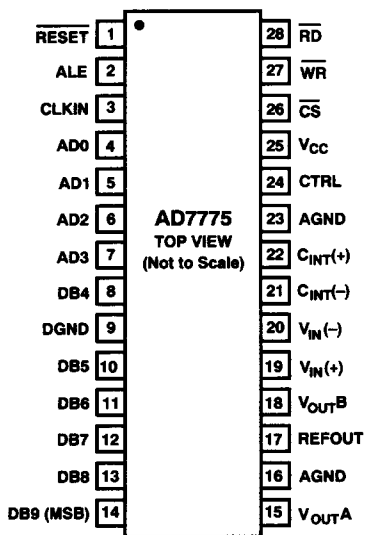 RESET 1
ALE 2
CLKIN 3
AD0 4
AD1 5
AD2 6
AD3 7
DB4 8
DGND 9
DB5 10
DB6 11
DB7 12
DB8 13
DB9 (MSB) 14
AD7775
TOP VIEW
(Not to Scale)
28 RD
27 WR
26 CS
25 VCC
24 CTRL
23 AGND
22 CINT(+)
21 CINT(–)
20 VIN(–)
19 VIN(+)
18 VOUTB
17 REFOUT
16 AGND
15 VOUTA